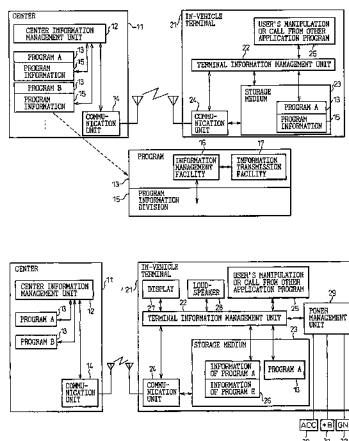 CENTER
CENTER INFORMATION
MANAGEMENT UNIT
12
11
PROGRAM A
13
PROGRAM
INFORMATION
15
PROGRAM B
13
PROGRAM
INFORMATION
15
COMMU-
NICATION
UNIT
14
21
IN-VEHICLE
TERMINAL
USER'S MANIPULATION
OR CALL FROM OTHER
APPLICATION PROGRAM
25
22
TERMINAL INFORMATION MANAGEMENT UNIT
23
STORAGE
MEDIUM
24
COMMU-
NICATION
UNIT
PROGRAM A
13
PROGRAM
INFORMATION
15
16
17
PROGRAM
INFORMATION
MANAGEMENT
FACILITY
INFORMATION
TRANSMISSION
FACILITY
13
15
PROGRAM
INFORMATION
DIVISION
CENTER
CENTER INFORMATION
MANAGEMENT UNIT
12
11
PROGRAM A
13
PROGRAM B
13
COMMU-
NICATION
UNIT
14
21
IN-VEHICLE
TERMINAL
DISPLAY
27
LOUD-
SPEAKER
28
USER'S MANIPULATION
OR CALL FROM OTHER
APPLICATION PROGRAM
25
29
POWER
MANAGEMENT
UNIT
22
TERMINAL INFORMATION MANAGEMENT UNIT
23
STORAGE MEDIUM
24
COMMU-
NICATION
UNIT
INFORMATION
OF PROGRAM A
INFORMATION
OF PROGRAM B
26
PROGRAM A
13
ACC
+B
GN